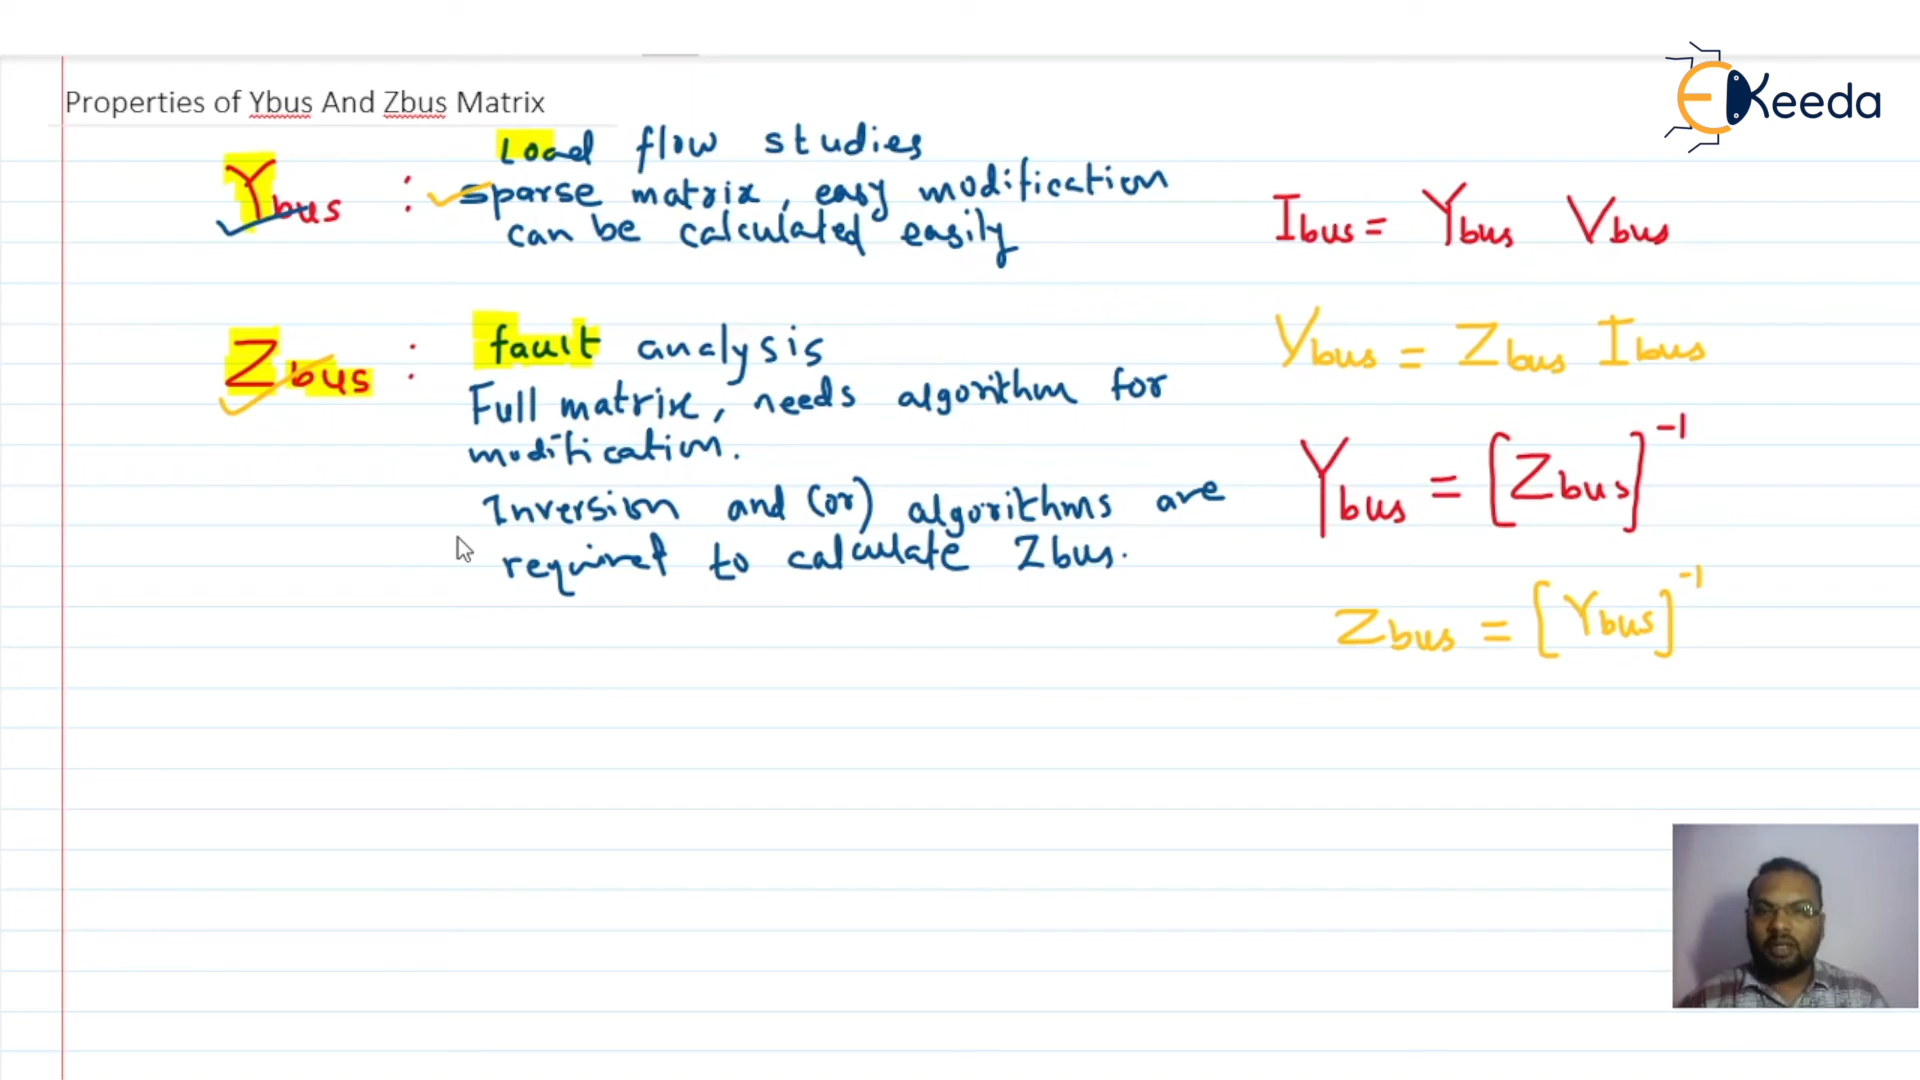 Properties of Ybus And Zbus Matrix
EKeeda
Ybus : Load flow studies
sparse matrix, easy modification
can be calculated easily
Zbus : fault analysis
Full matrix, needs algorithm for
modification.
Inversion and (or) algorithms are
required to calculate Zbus.
Ibus = Ybus Vbus
Vbus = Zbus Ibus
Ybus = [Zbus]⁻¹
Zbus = [Ybus]⁻¹